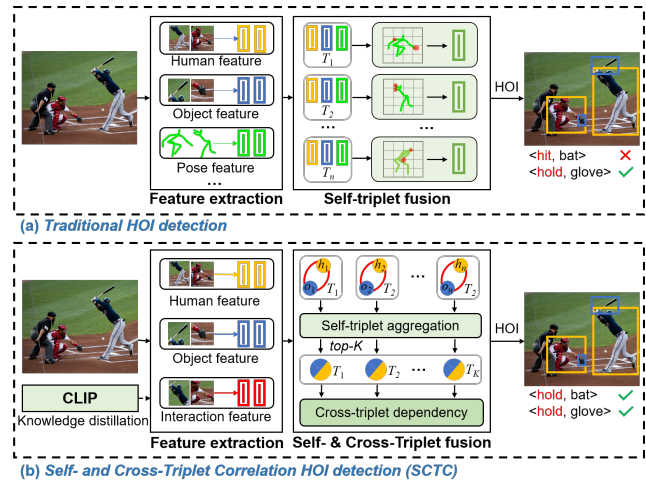 Human feature
Object feature
Pose feature
...
Feature extraction
T1
T2
...
...
Tn
Self-triplet fusion
HOI
<hit, bat> ✗
<hold, glove> ✓
(a) Traditional HOI detection
CLIP
Knowledge distillation
Human feature
Object feature
Interaction feature
Feature extraction
h1 o1 T1
h2 o2 T2
...
hn on T2
Self-triplet aggregation
top-K
T1 T2 ... TK
Cross-triplet dependency
Self- & Cross-Triplet fusion
HOI
<hold, bat> ✓
<hold, glove> ✓
(b) Self- and Cross-Triplet Correlation HOI detection (SCTC)